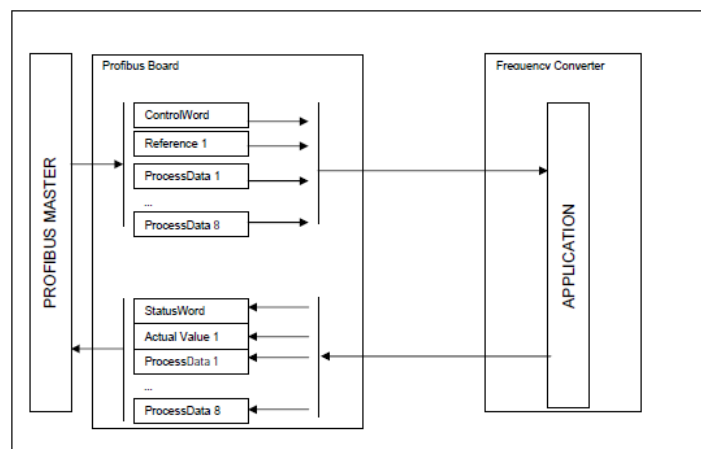 Profibus Board
Frequency Converter
PROFIBUS MASTER
ControlWord
Reference 1
ProcessData 1
...
ProcessData 8
StatusWord
Actual Value 1
ProcessData 1
...
ProcessData 8
APPLICATION